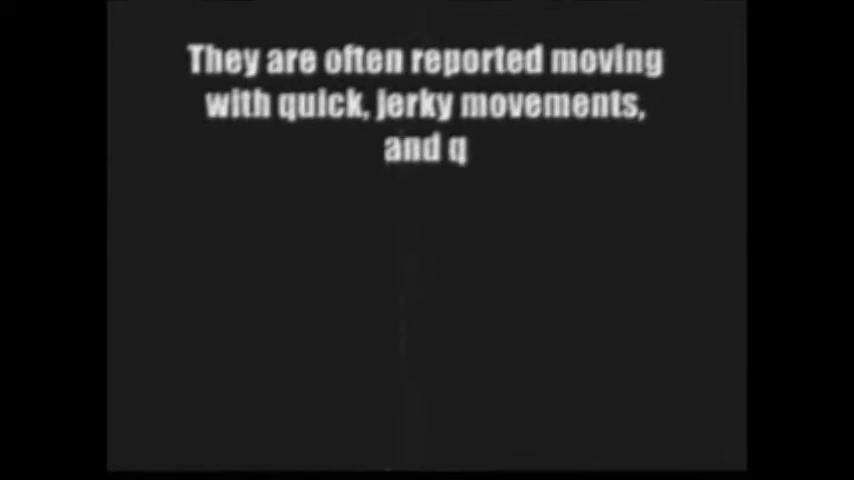 They are often reported moving
with quick, jerky movements,
and q